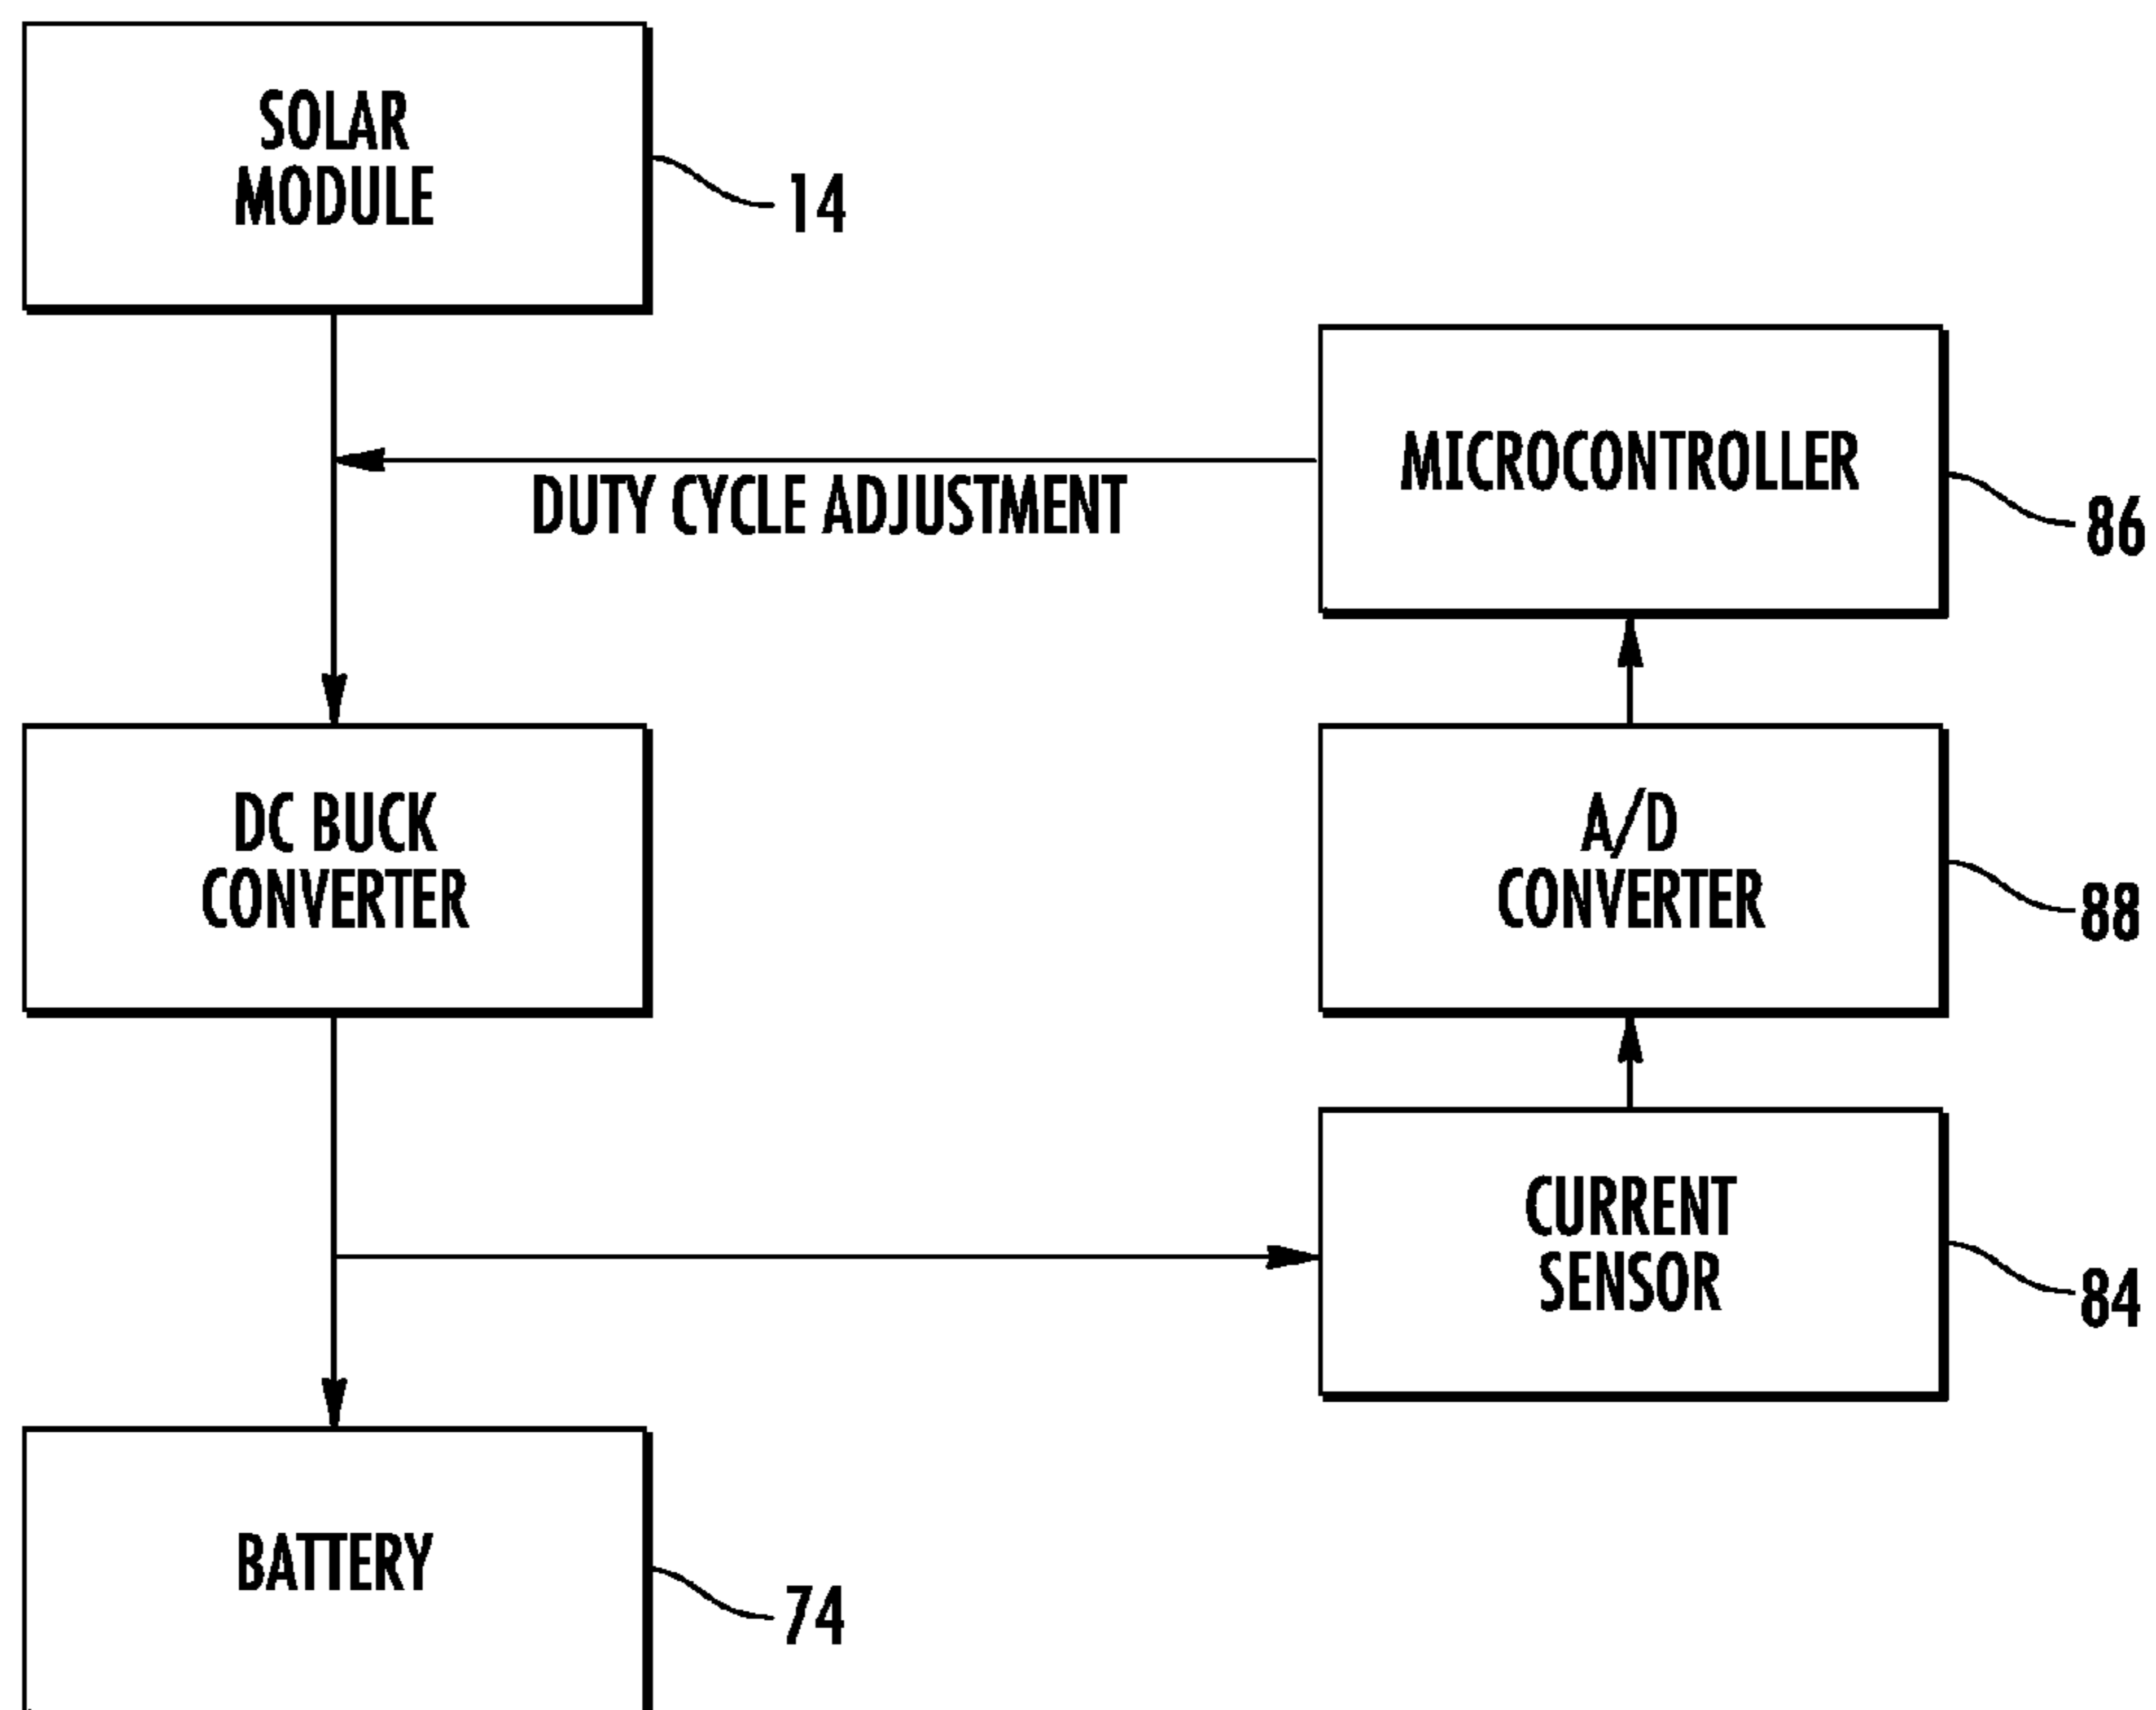 SOLAR
MODULE
14
MICROCONTROLLER
86
DUTY CYCLE ADJUSTMENT
DC BUCK
CONVERTER
A/D
CONVERTER
88
CURRENT
SENSOR
84
BATTERY
74